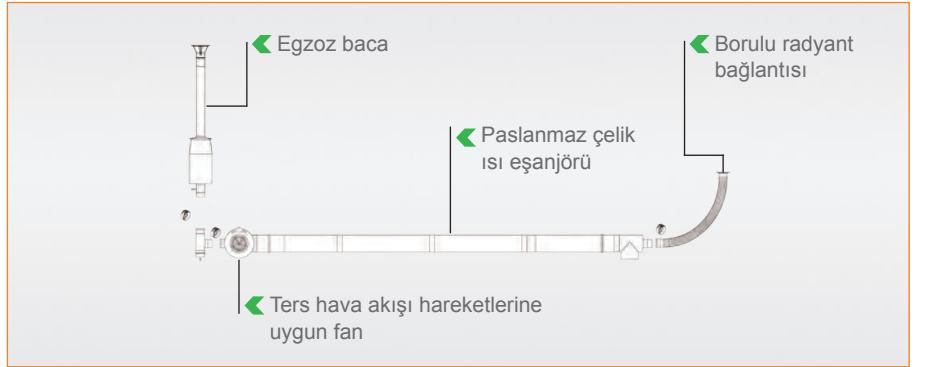 Egzoz baca
Borulu radyant
bağlantısı
Paslanmaz çelik
ısı eşanjörü
Ters hava akışı hareketlerine
uygun fan